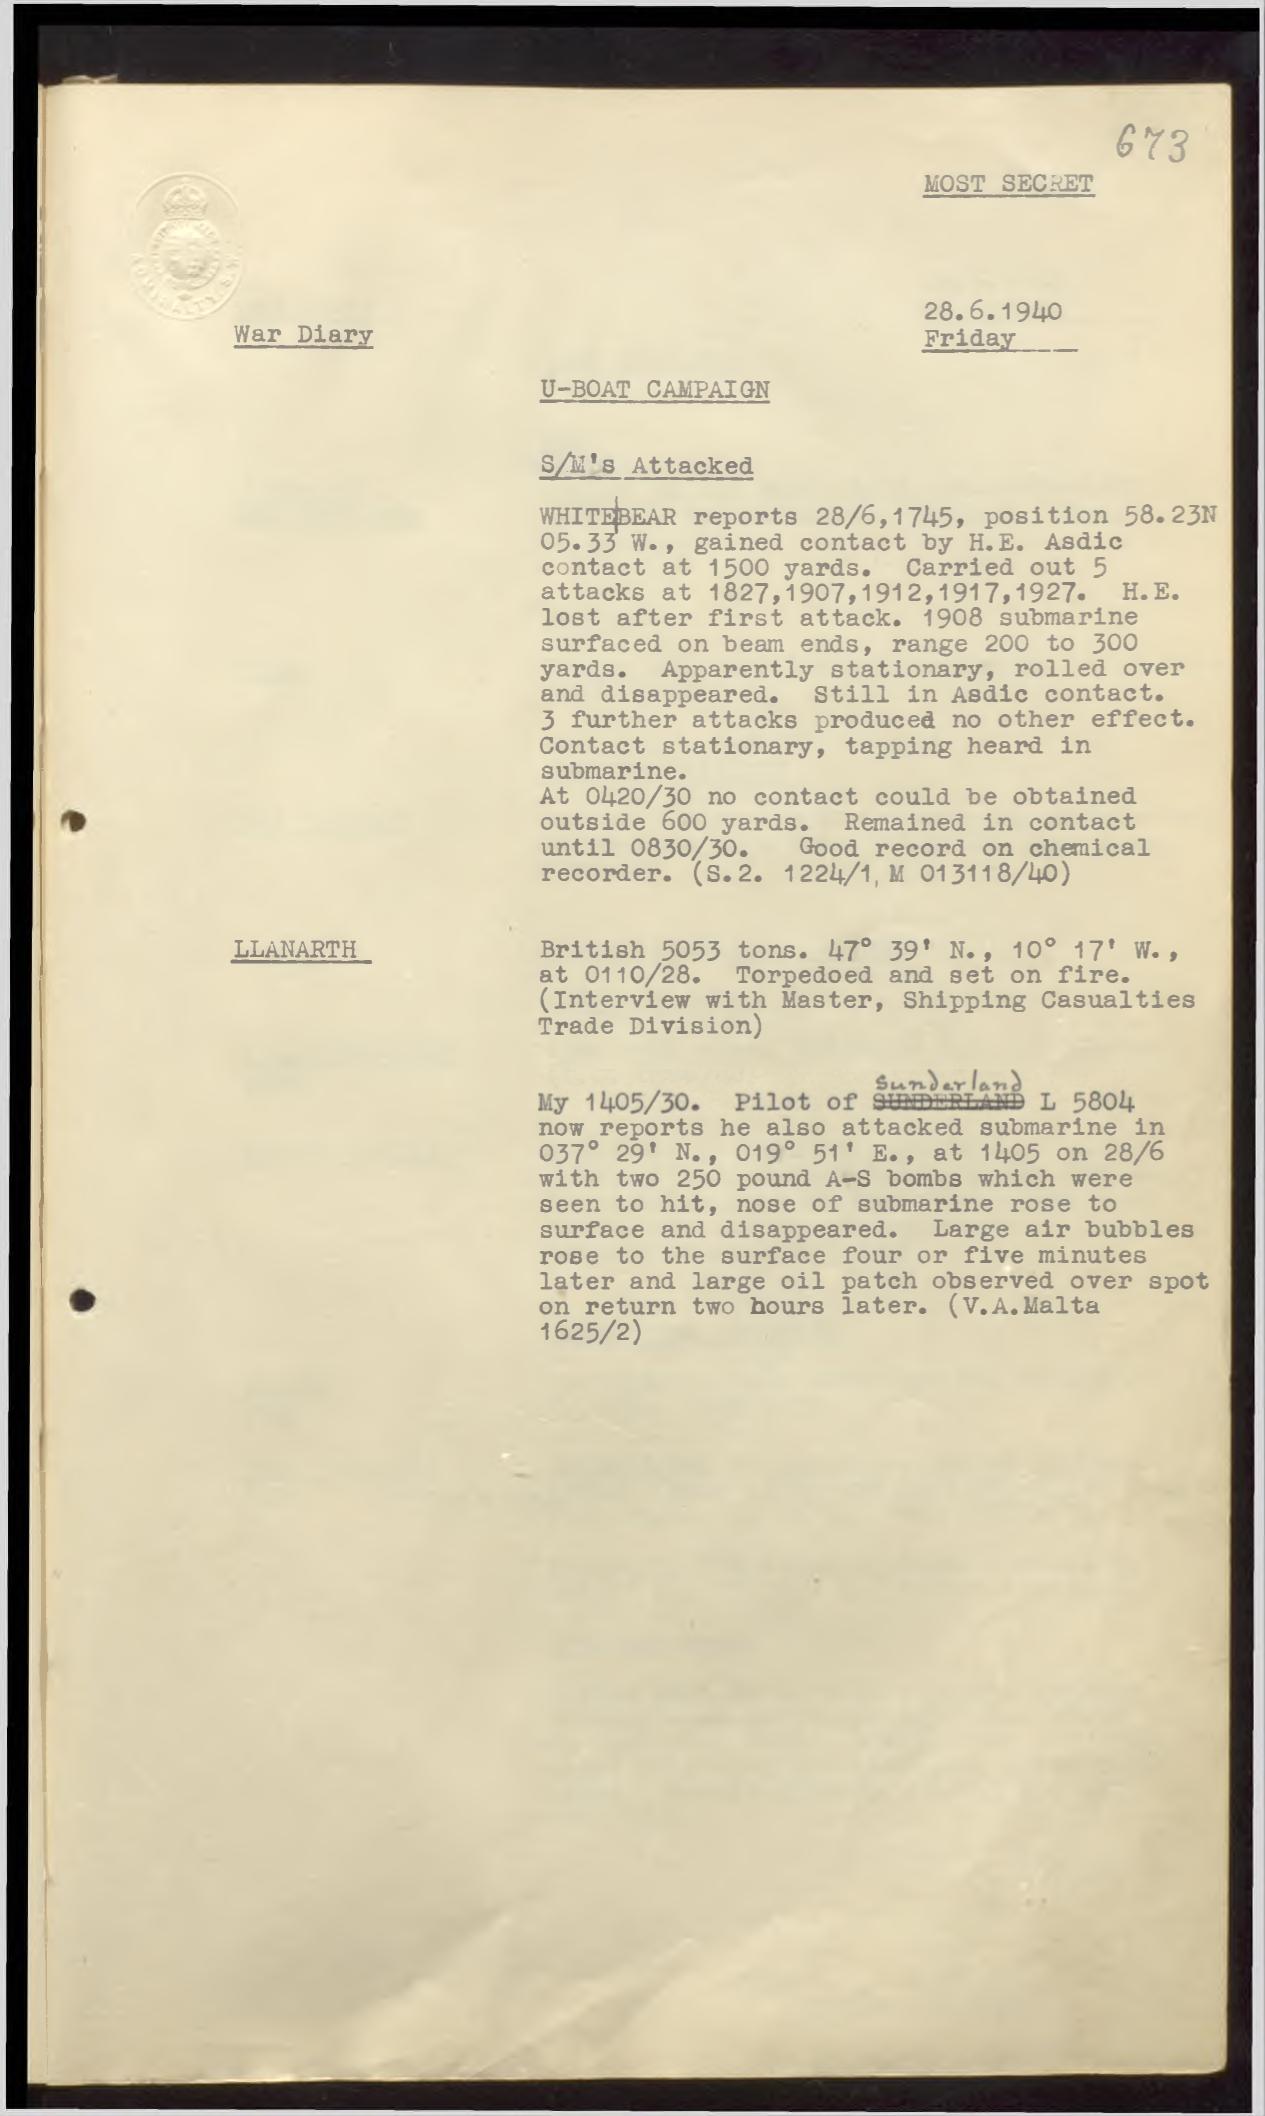 673
MOST SECRET
ADMIRALTY S.W.
28.6.1940
War Diary
Friday
U-BOAT CAMPAIGN
S/M's Attacked
WHITEBEAR reports 28/6,1745, position 58.23N
05.33 W., gained contact by H.E. Asdic
contact at 1500 yards. Carried out 5
attacks at 1827,1907,1912,1917,1927. H.E.
lost after first attack. 1908 submarine
surfaced on beam ends, range 200 to 300
yards. Apparently stationary, rolled over
and disappeared. Still in Asdic contact.
3 further attacks produced no other effect.
Contact stationary, tapping heard in
submarine.
At 0420/30 no contact could be obtained
outside 600 yards. Remained in contact
until 0830/30. Good record on chemical
recorder. (S.2. 1224/1, M 013118/40)
LLANARTH
British 5053 tons. 47° 39' N., 10° 17' W.,
at 0110/28. Torpedoed and set on fire.
(Interview with Master, Shipping Casualties
Trade Division)
Sunderland
My 1405/30. Pilot of SUNDERLAND L 5804
now reports he also attacked submarine in
037° 29' N., 019° 51' E., at 1405 on 28/6
with two 250 pound A-S bombs which were
seen to hit, nose of submarine rose to
surface and disappeared. Large air bubbles
rose to the surface four or five minutes
later and large oil patch observed over spot
on return two hours later. (V.A.Malta
1625/2)